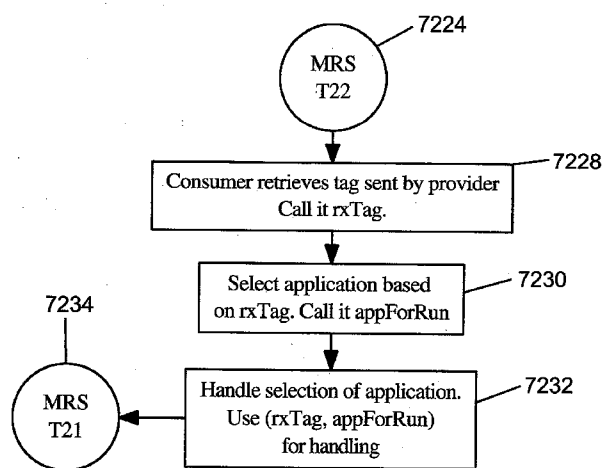 7224
MRS
T22
7228
Consumer retrieves tag sent by provider
Call it rxTag.
7230
Select application based
on rxTag. Call it appForRun
7234
7232
Handle selection of application.
Use (rxTag, appForRun)
for handling
MRS
T21